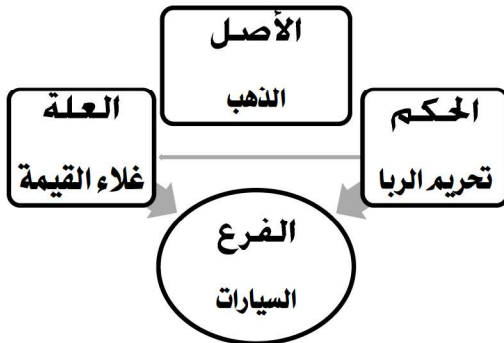 الأصل
الذهب
الحكم
تحريم الربا
العلة
غلاء القيمة
الفرع
السيارات